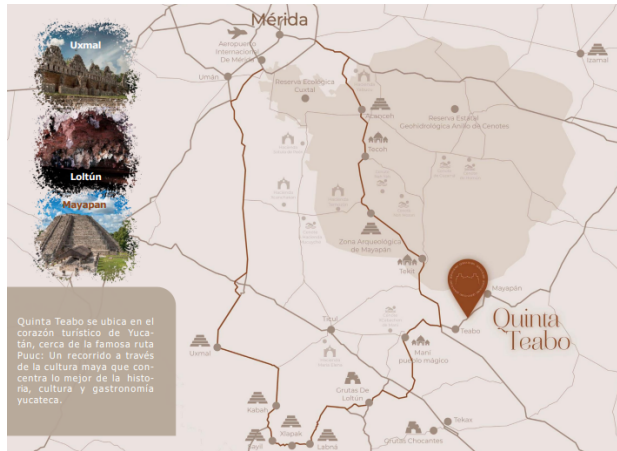 Uxmal
Loltún
Mayapan
Quinta Teabo se ubica en el
corazón turístico de Yuca-
tán, cerca de la famosa ruta
Puuc: Un recorrido a través
de la cultura maya que con-
centra lo mejor de la histo-
ria, cultura y gastronomía
yucateca.
Mérida
Aeropuerto
Internacional
De Mérida
Umán
Reserva Ecológica
Cuxtal
Acanceh
Tecoh
Reserva Estatal
Geohidrológica Anillo de Cenotes
Izamal
Zona Arqueológica
de Mayapán
Tekit
Mayapán
Teabo
Quinta
Teabo
Ticul
Maní
pueblo mágico
Uxmal
Grutas De
Loltún
Kabah
Xlapak
Sayil
Labná
Tekax
Grutas Chocantes